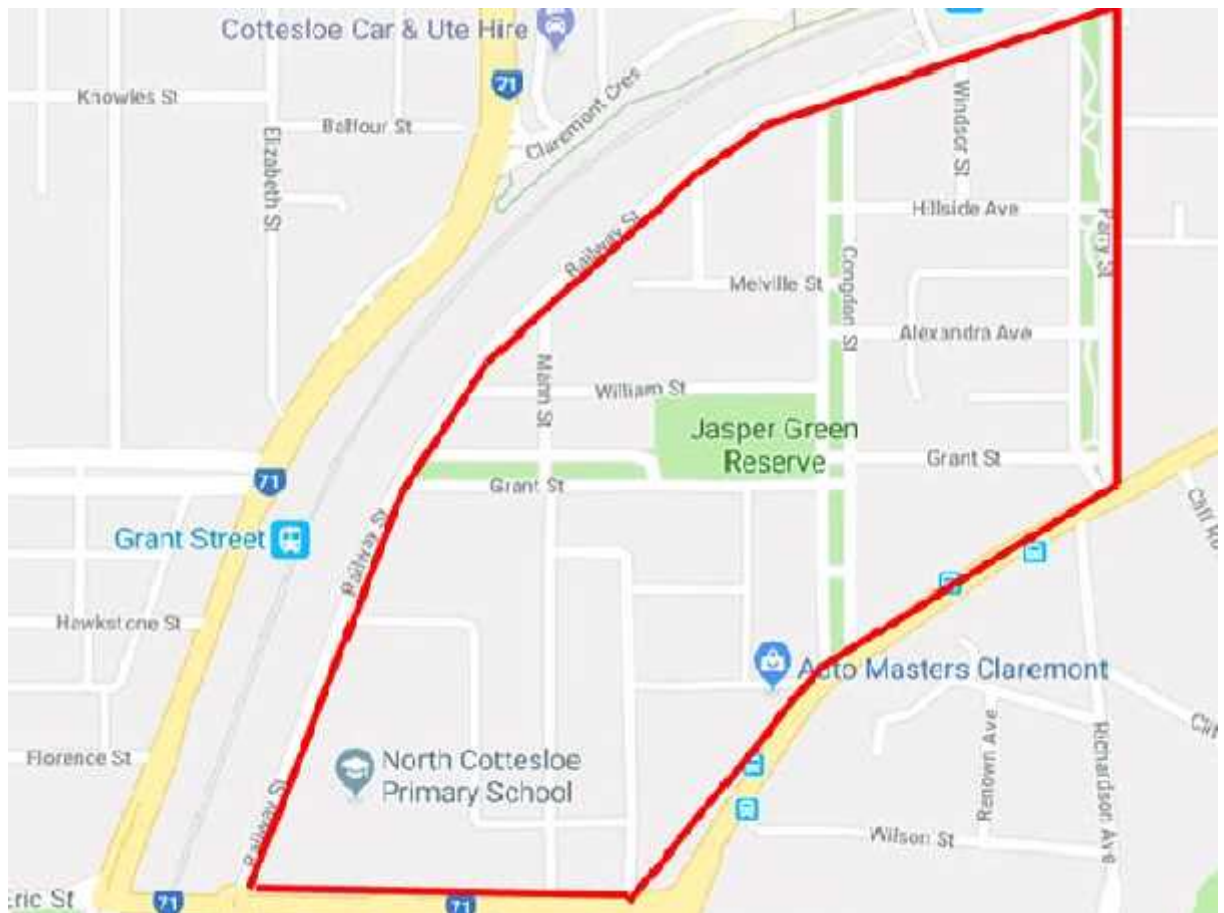 Cottesloe Car & Ute Hire
71
Knowles St
Balfour St
Elizabeth St
Claremont Cres
Windsor St
Hillside Ave
Parry St
Railway St
Melville St
Congdon St
Alexandra Ave
Mann St
William St
Jasper Green
Reserve
Grant St
71
Grant St
Grant Street
Railway St
Cliff Rd
Hawkstone St
Auto Masters Claremont
Florence St
North Cottesloe
Primary School
Renown Ave
Richardson Ave
Railway St
Wilson St
Eric St
71
71